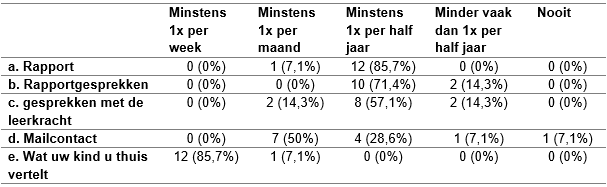 Minstens 1x per week | Minstens 1x per maand | Minstens 1x per half jaar | Minder vaak dan 1x per half jaar | Nooit
a. Rapport | 0 (0%) | 1 (7,1%) | 12 (85,7%) | 0 (0%) | 0 (0%)
b. Rapportgesprekken | 0 (0%) | 0 (0%) | 10 (71,4%) | 2 (14,3%) | 0 (0%)
c. gesprekken met de leerkracht | 0 (0%) | 2 (14,3%) | 8 (57,1%) | 2 (14,3%) | 0 (0%)
d. Mailcontact | 0 (0%) | 7 (50%) | 4 (28,6%) | 1 (7,1%) | 1 (7,1%)
e. Wat uw kind u thuis vertelt | 12 (85,7%) | 1 (7,1%) | 0 (0%) | 0 (0%) | 0 (0%)